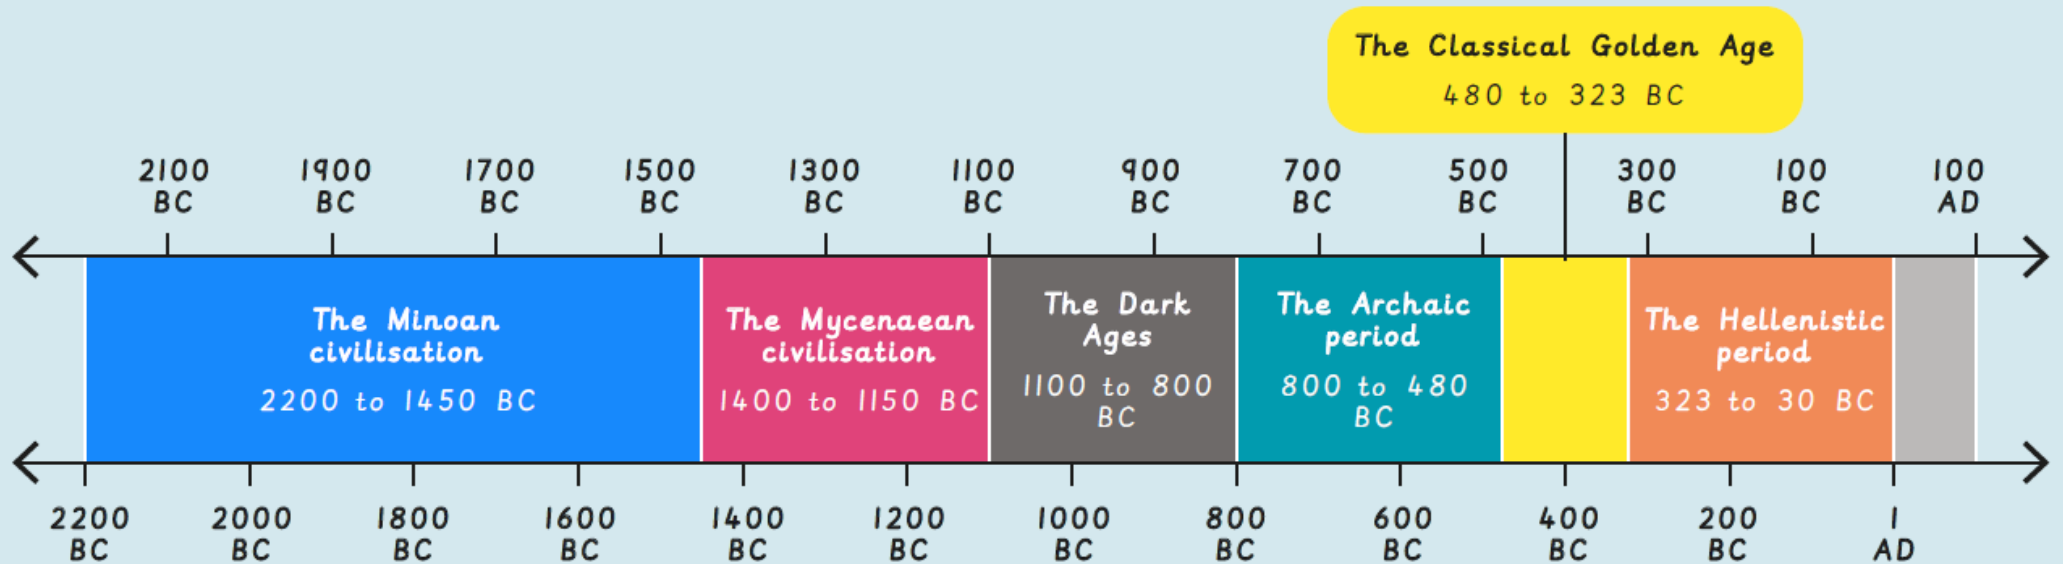 The Classical Golden Age
480 to 323 BC
2100 1900 1700 1500 1300 1100 900 700 500 300 100 100
BC BC BC BC BC BC BC BC BC BC BC AD
The Minoan
civilisation
2200 to 1450 BC
The Mycenaean
civilisation
1400 to 1150 BC
The Dark
Ages
1100 to 800
BC
The Archaic
period
800 to 480
BC
The Hellenistic
period
323 to 30 BC
2200 2000 1800 1600 1400 1200 1000 800 600 400 200 1
BC BC BC BC BC BC BC BC BC BC BC AD